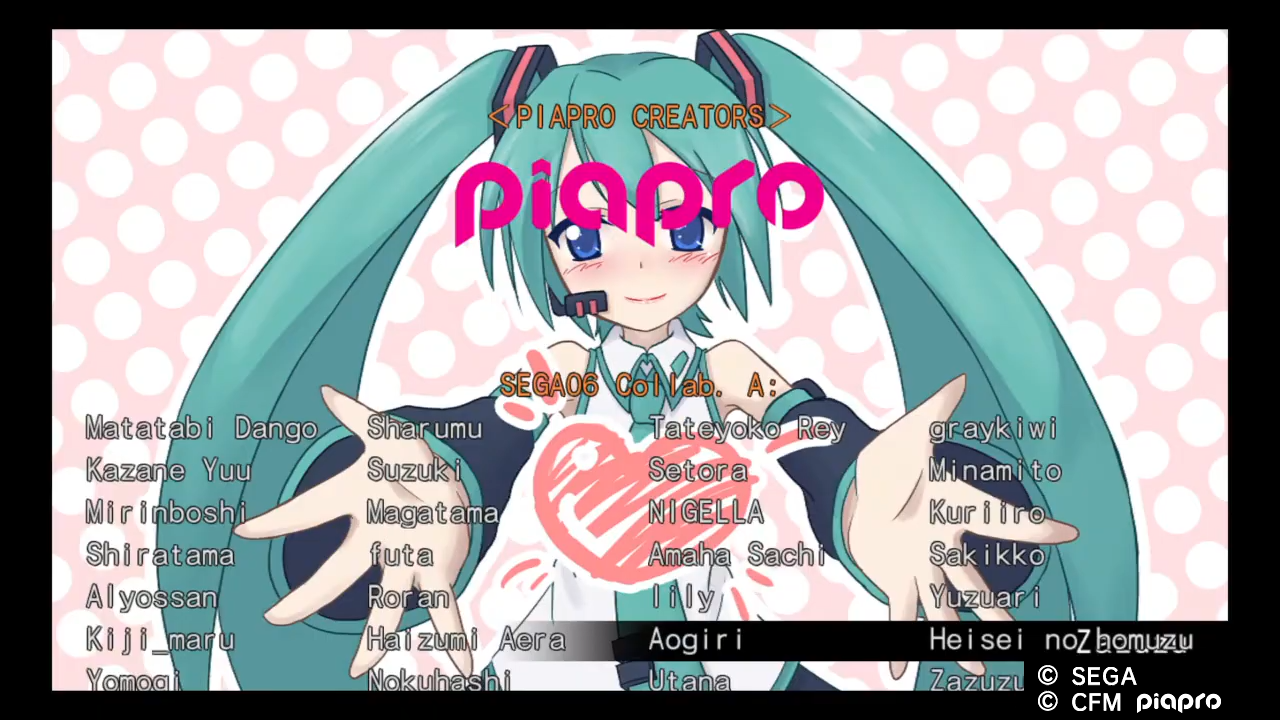 <PIAPRO CREATORS>
piapro
SEGA06 Collab. A:
Matatabi Dango Sharumu Tateyoko Rey graykiwi
Kazane Yuu Suzuki Setora Minamito
Mirinboshi Magatama NIGELLA Kuriiro
Shiratama futa Amaha Sachi Sakikko
Alyossan Roran lily Yuzuari
Kiji_maru Haizumi Aera Aogiri Heisei no
Yomogi Nokuhashi Utana Zazuzu
© SEGA
© CFM piapro